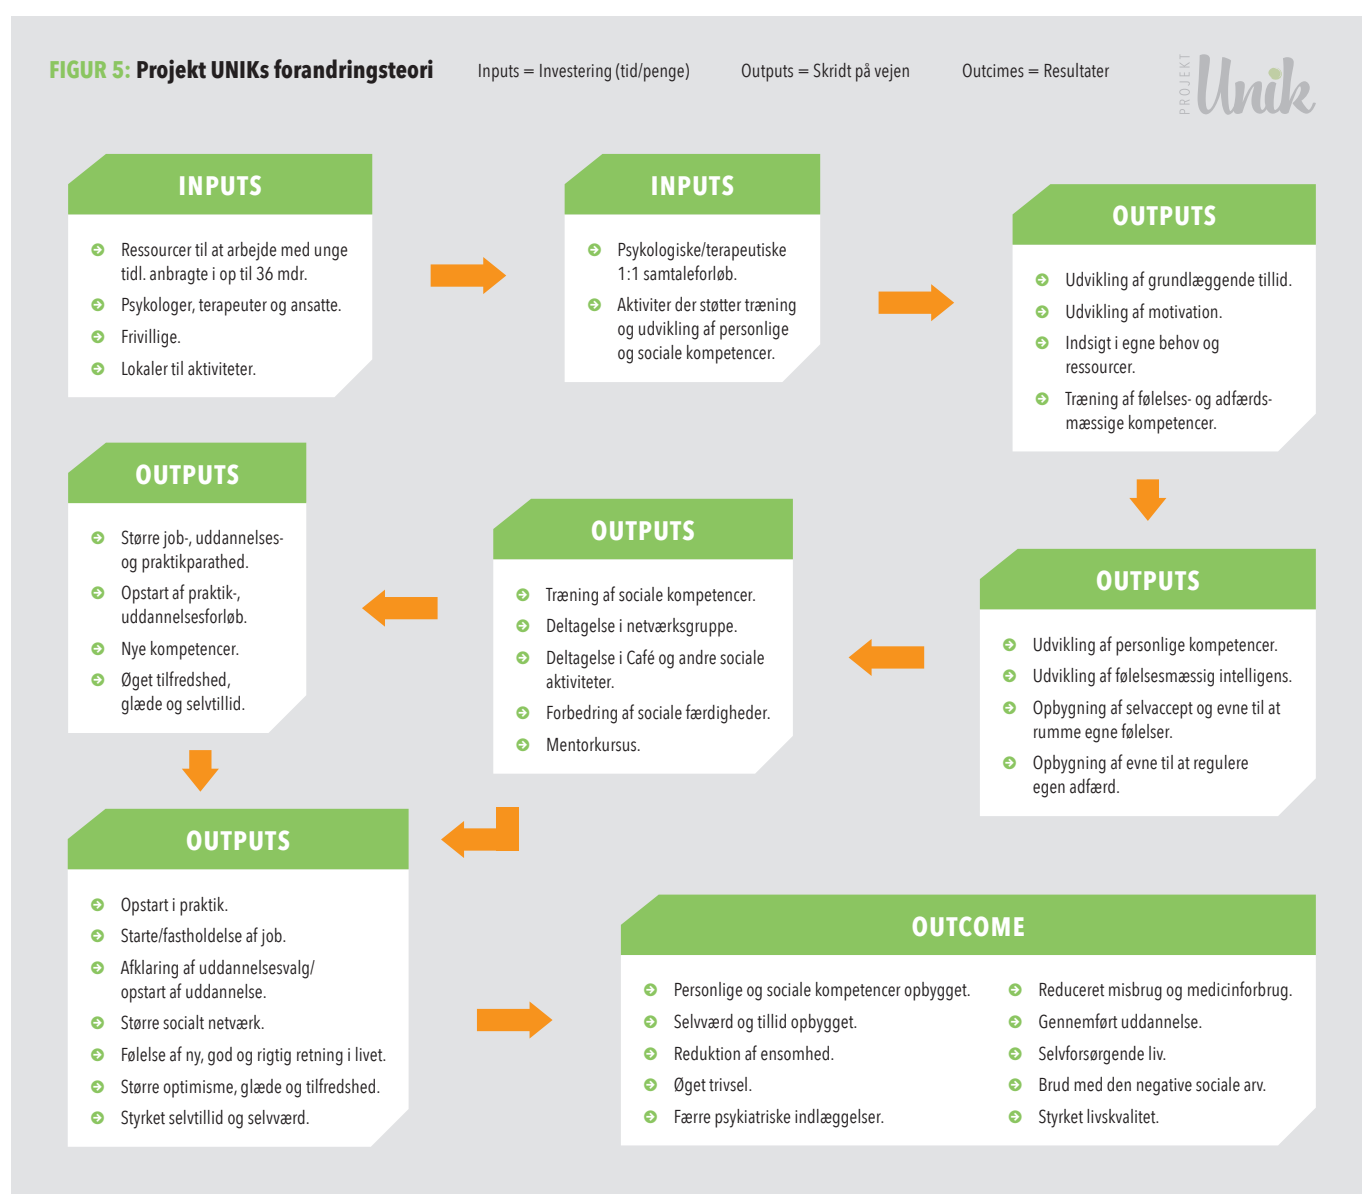 FIGUR 5: Projekt UNIKs forandringsteori
Inputs = Investering (tid/penge)
Outputs = Skridt på vejen
Outcimes = Resultater
PROJEKT
Unik
INPUTS
Ressourcer til at arbejde med unge
tidl. anbragte i op til 36 mdr.
Psykologer, terapeuter og ansatte.
Frivillige.
Lokaler til aktiviteter.
INPUTS
Psykologiske/terapeutiske
1:1 samtaleforløb.
Aktiviter der støtter træning
og udvikling af personlige
og sociale kompetencer.
OUTPUTS
Udvikling af grundlæggende tillid.
Udvikling af motivation.
Indsigt i egne behov og
ressourcer.
Træning af følelses- og adfærds-
mæssige kompetencer.
OUTPUTS
Udvikling af personlige kompetencer.
Udvikling af følelsesmæssig intelligens.
Opbygning af selvaccept og evne til at
rumme egne følelser.
Opbygning af evne til at regulere
egen adfærd.
OUTPUTS
Træning af sociale kompetencer.
Deltagelse i netværksgruppe.
Deltagelse i Café og andre sociale
aktiviteter.
Forbedring af sociale færdigheder.
Mentorkursus.
OUTPUTS
Større job-, uddannelses-
og praktikparathed.
Opstart af praktik-,
uddannelsesforløb.
Nye kompetencer.
Øget tilfredshed,
glæde og selvtillid.
OUTPUTS
Opstart i praktik.
Starte/fastholdelse af job.
Afklaring af uddannelsesvalg/
opstart af uddannelse.
Større socialt netværk.
Følelse af ny, god og rigtig retning i livet.
Større optimisme, glæde og tilfredshed.
Styrket selvtillid og selvværd.
OUTCOME
Personlige og sociale kompetencer opbygget.
Selvværd og tillid opbygget.
Reduktion af ensomhed.
Øget trivsel.
Færre psykiatriske indlæggelser.
Reduceret misbrug og medicinforbrug.
Gennemført uddannelse.
Selvforsørgende liv.
Brud med den negative sociale arv.
Styrket livskvalitet.